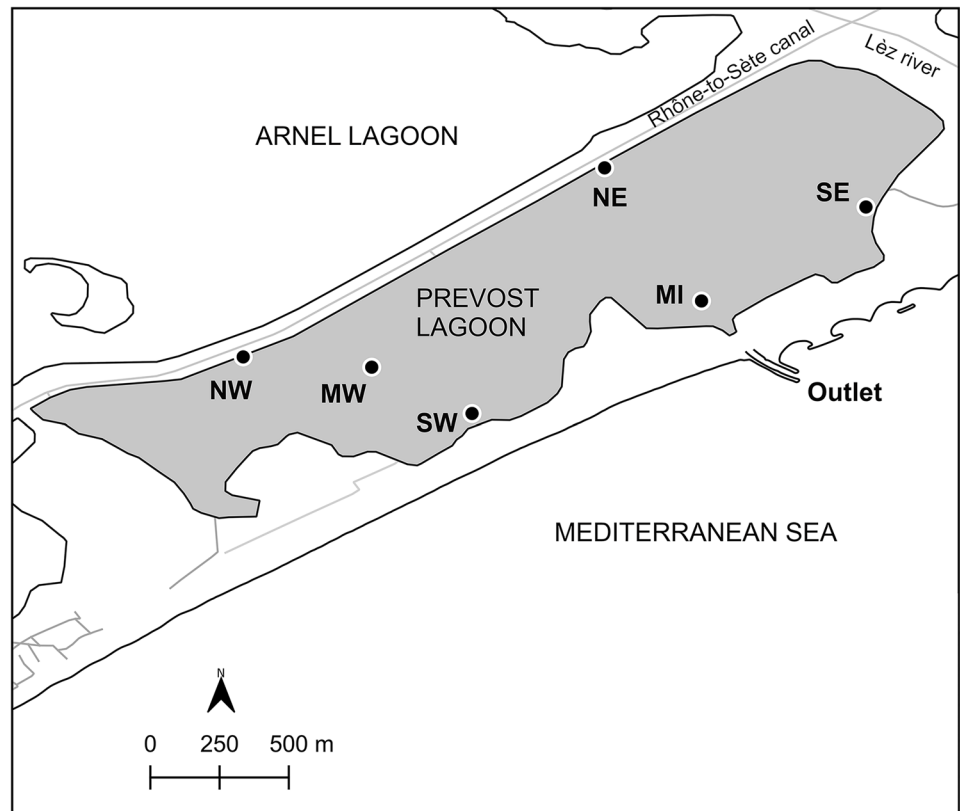 Rhône-to-Sète canal
Lèz river
ARNEL LAGOON
NE
SE
PREVOST
LAGOON
MI
NW
MW
SW
Outlet
MEDITERRANEAN SEA
N
0 250 500 m